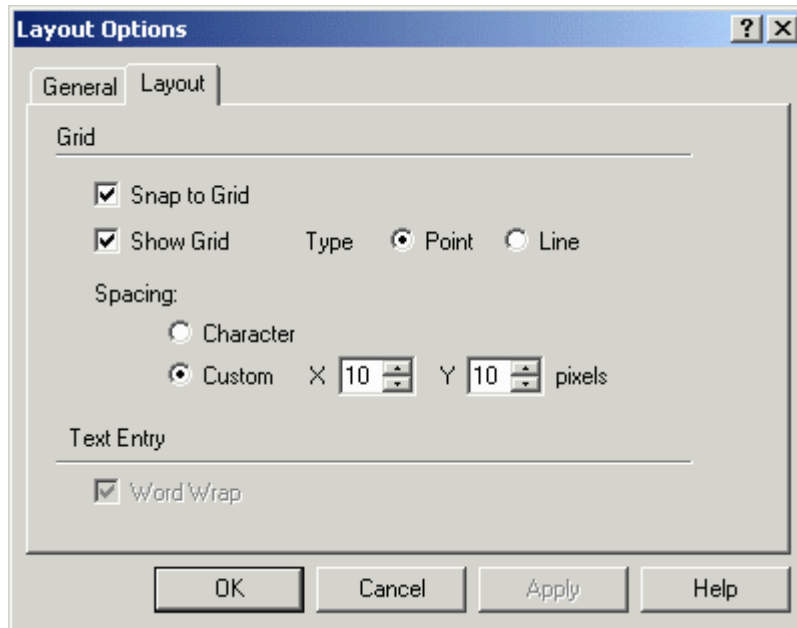 Layout Options
General Layout
Grid
Snap to Grid
Show Grid Type Point Line
Spacing:
Character
Custom X 10 Y 10 pixels
Text Entry
Word Wrap
OK Cancel Apply Help